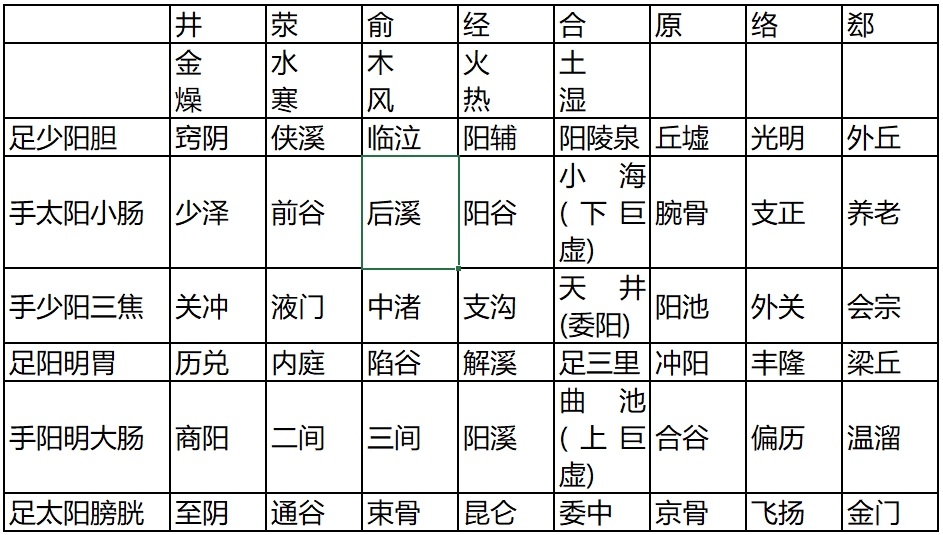 井 荥 俞 经 合 原 络 郄
金 水 木 火 土
燥 寒 风 热 湿
足少阳胆 窍阴 侠溪 临泣 阳辅 阳陵泉 丘墟 光明 外丘
手太阳小肠 少泽 前谷 后溪 阳谷 小海(下巨虚) 腕骨 支正 养老
手少阳三焦 关冲 液门 中渚 支沟 天井(委阳) 阳池 外关 会宗
足阳明胃 历兑 内庭 陷谷 解溪 足三里 冲阳 丰隆 梁丘
手阳明大肠 商阳 二间 三间 阳溪 曲池(上巨虚) 合谷 偏历 温溜
足太阳膀胱 至阴 通谷 束骨 昆仑 委中 京骨 飞扬 金门